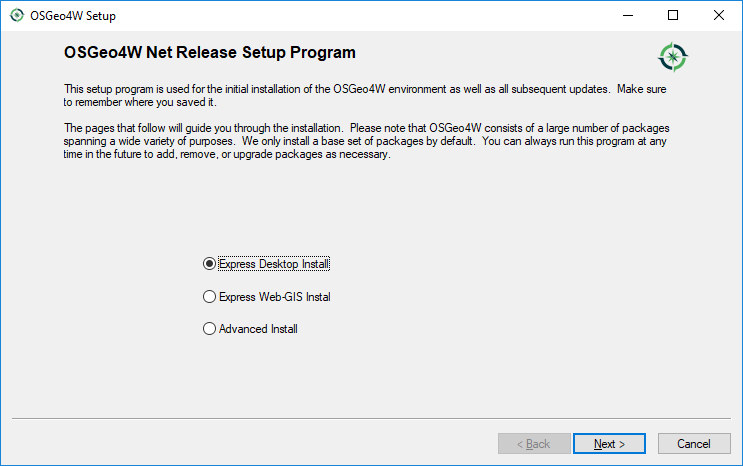 OSGeo4W Setup
OSGeo4W Net Release Setup Program
This setup program is used for the initial installation of the OSGeo4W environment as well as all subsequent updates.  Make sure
to remember where you saved it.
The pages that follow will guide you through the installation.  Please note that OSGeo4W consists of a large number of packages
spanning a wide variety of purposes.  We only install a base set of packages by default.  You can always run this program at any
time in the future to add, remove, or upgrade packages as necessary.
Express Desktop Install
Express Web-GIS Instal
Advanced Install
< Back
Next >
Cancel